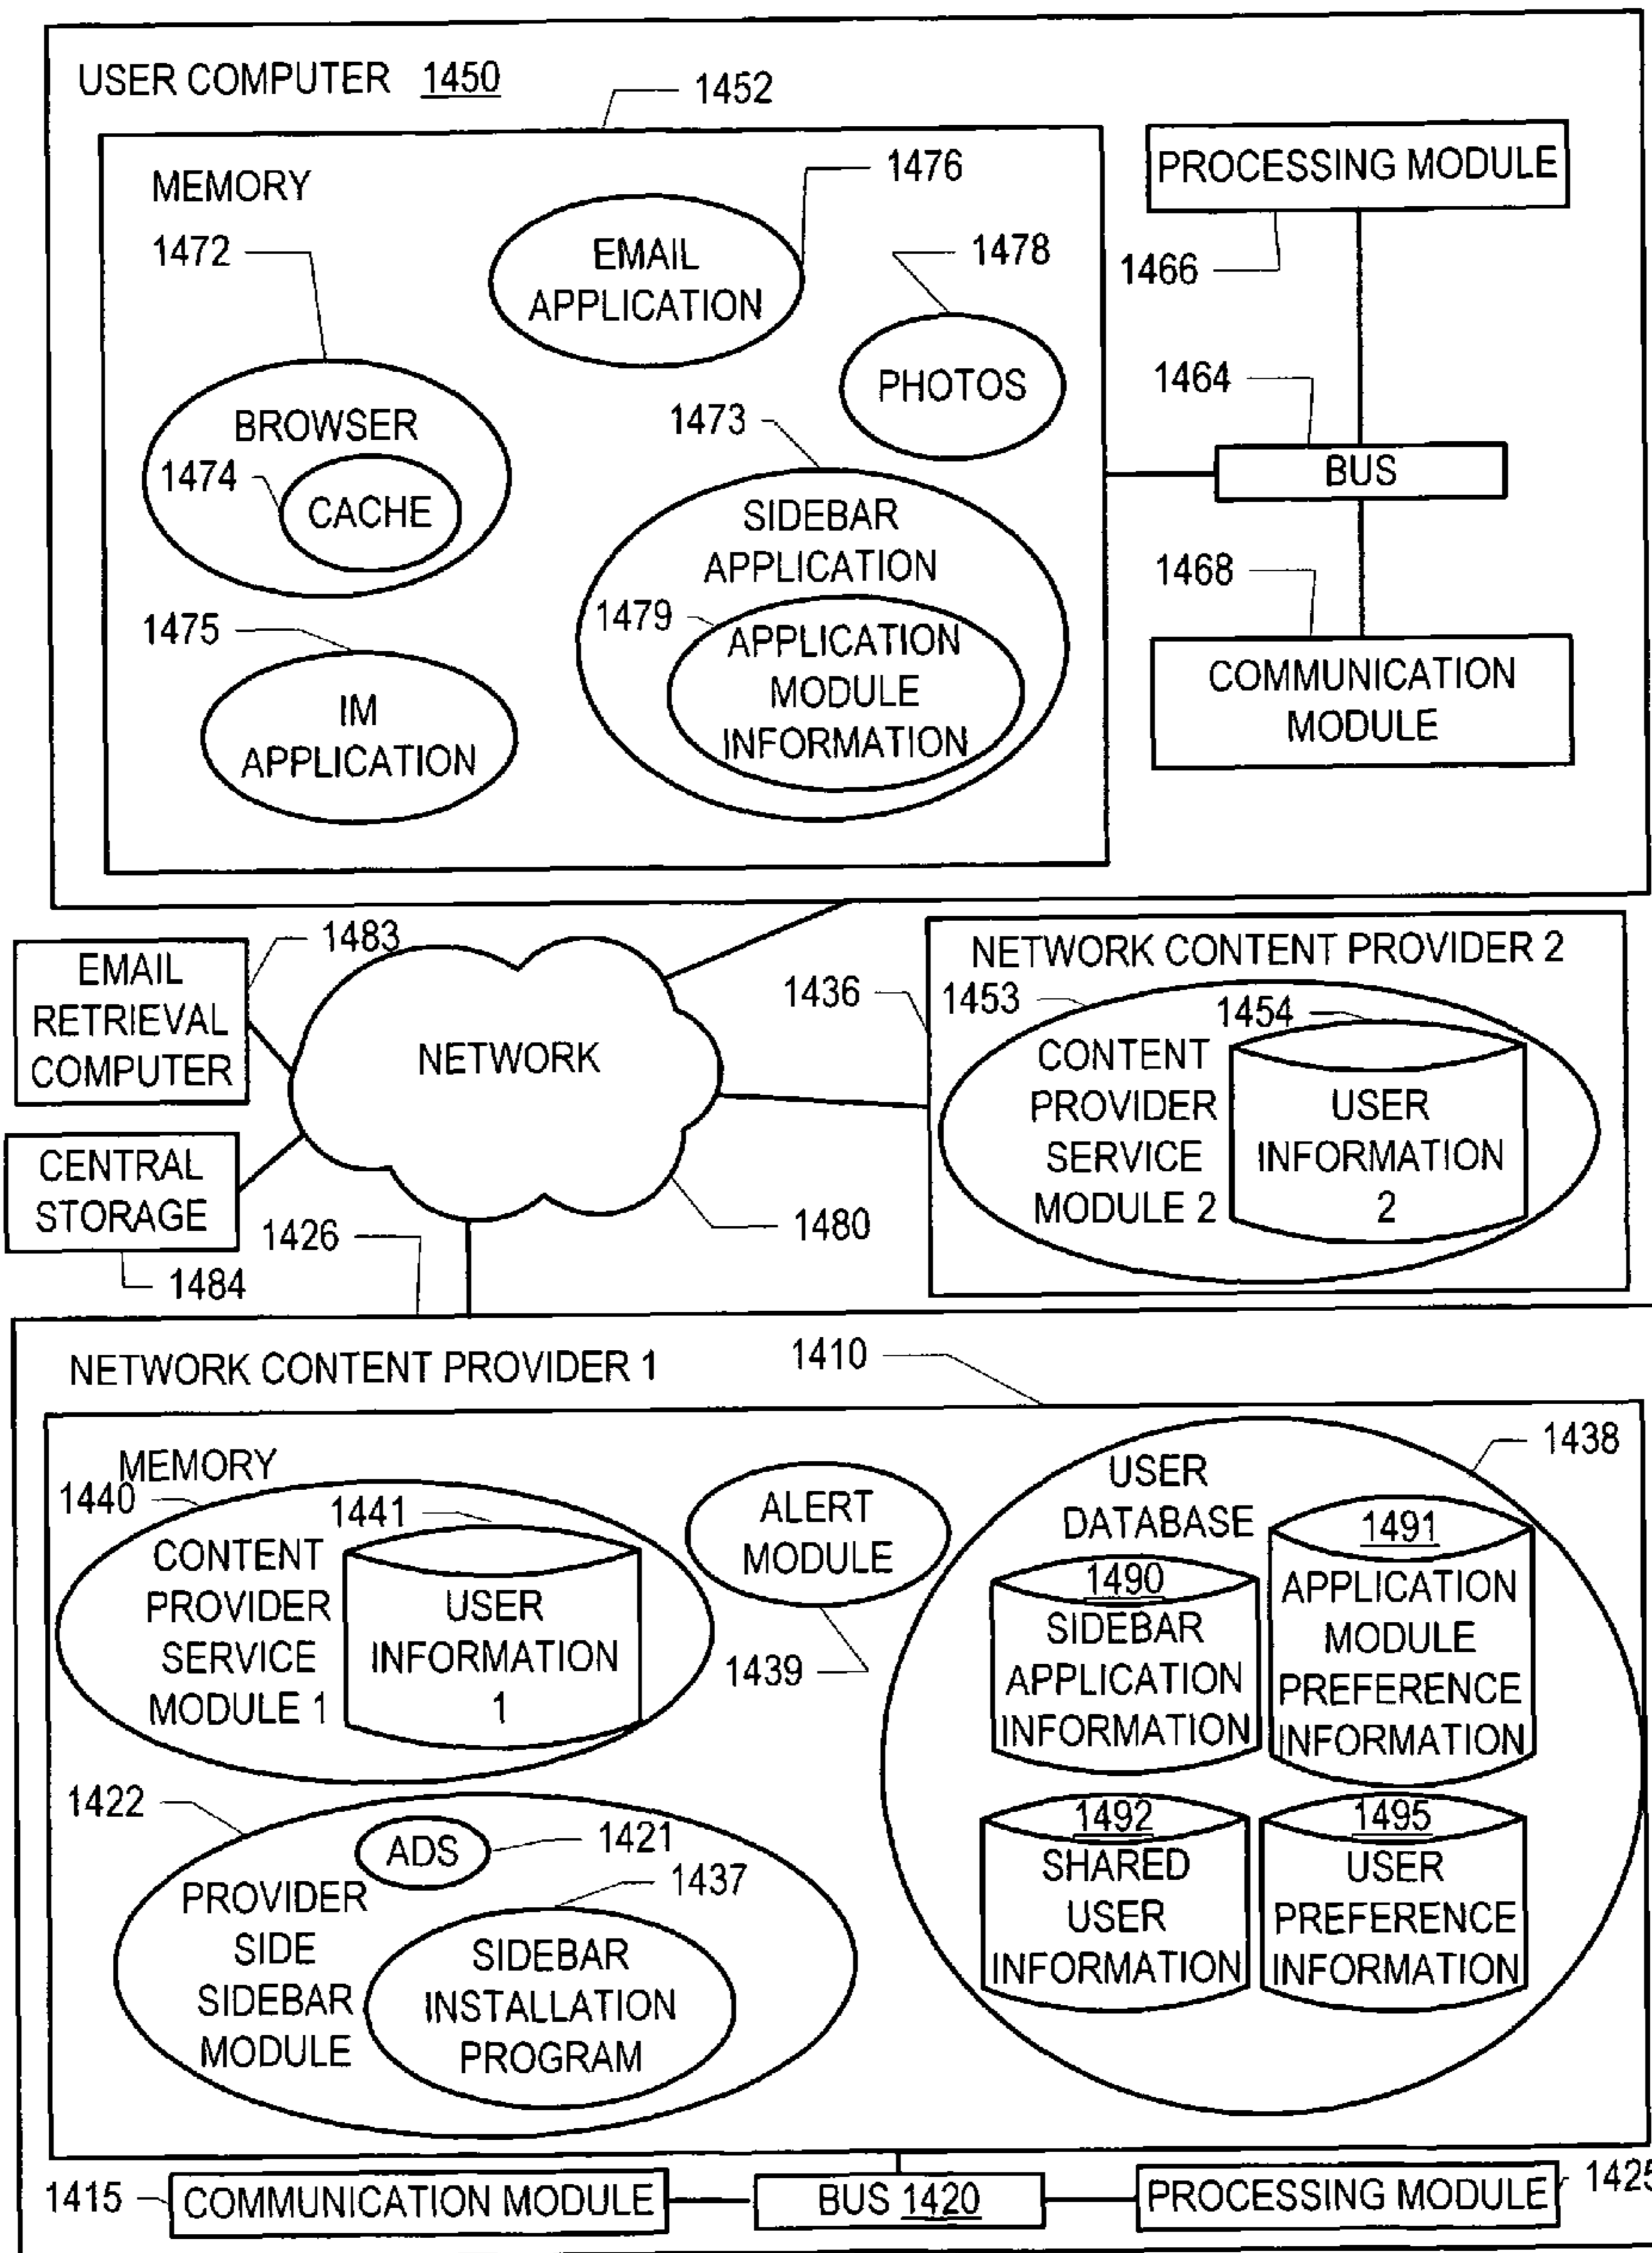 USER COMPUTER 1450
1452
MEMORY
PROCESSING MODULE
1476
1472
EMAIL
APPLICATION
1478
1466
PHOTOS
1464
BROWSER
1473
1474
CACHE
BUS
SIDEBAR
APPLICATION
1468
1475
1479
APPLICATION
MODULE
INFORMATION
COMMUNICATION
MODULE
IM
APPLICATION
1483
EMAIL
RETRIEVAL
COMPUTER
NETWORK
1436
NETWORK CONTENT PROVIDER 2
1453
1454
CONTENT
PROVIDER
SERVICE
MODULE 2
USER
INFORMATION
2
CENTRAL
STORAGE
1426
1480
1484
NETWORK CONTENT PROVIDER 1
1410
MEMORY
1438
1440
1441
CONTENT
PROVIDER
SERVICE
MODULE 1
USER
INFORMATION
1
ALERT
MODULE
1439
USER
DATABASE
1490
SIDEBAR
APPLICATION
INFORMATION
1491
APPLICATION
MODULE
PREFERENCE
INFORMATION
1422
ADS
1421
1437
PROVIDER
SIDE
SIDEBAR
MODULE
SIDEBAR
INSTALLATION
PROGRAM
1492
SHARED
USER
INFORMATION
1495
USER
PREFERENCE
INFORMATION
1415
COMMUNICATION MODULE
BUS 1420
PROCESSING MODULE
1425